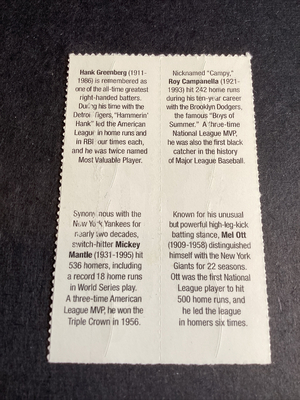 Hank Greenberg (1911-
1986) is remembered as
one of the all-time greatest
right-handed batters.
During his time with the
Detroit Tigers, "Hammerin'
Hank" led the American
League in home runs and
in RBI four times each,
and he was twice named
Most Valuable Player.
Nicknamed "Campy,"
Roy Campanella (1921-
1993) hit 242 home runs
during his ten-year career
with the Brooklyn Dodgers,
the famous "Boys of
Summer." A three-time
National League MVP,
he was also the first black
catcher in the history
of Major League Baseball.
Synonymous with the
New York Yankees for
nearly two decades,
switch-hitter Mickey
Mantle (1931-1995) hit
536 homers, including
a record 18 home runs
in World Series play.
A three-time American
League MVP, he won the
Triple Crown in 1956.
Known for his unusual
but powerful high-leg-kick
batting stance, Mel Ott
(1909-1958) distinguished
himself with the New York
Giants for 22 seasons.
Ott was the first National
League player to hit
500 home runs, and
he led the league
in homers six times.